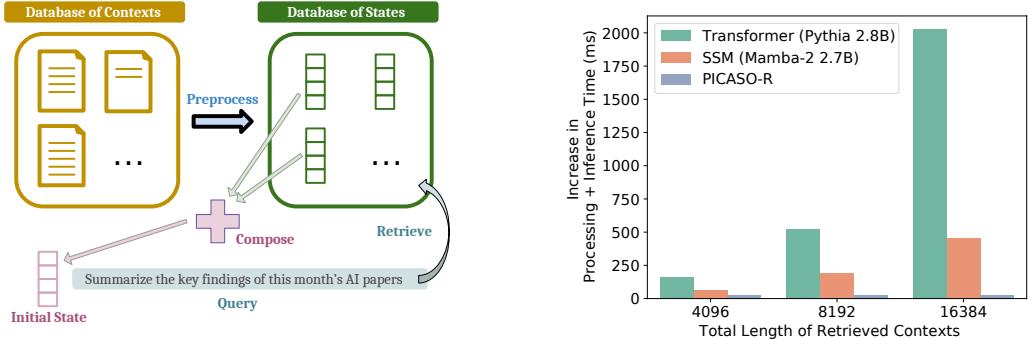 Database of Contexts
Database of States
Preprocess
...
...
Compose
Retrieve
Summarize the key findings of this month's AI papers
Query
Initial State
Increase in
Processing + Inference Time (ms)
2000
1750
1500
1250
1000
750
500
250
0
Transformer (Pythia 2.8B)
SSM (Mamba-2 2.7B)
PICASO-R
4096
8192
16384
Total Length of Retrieved Contexts